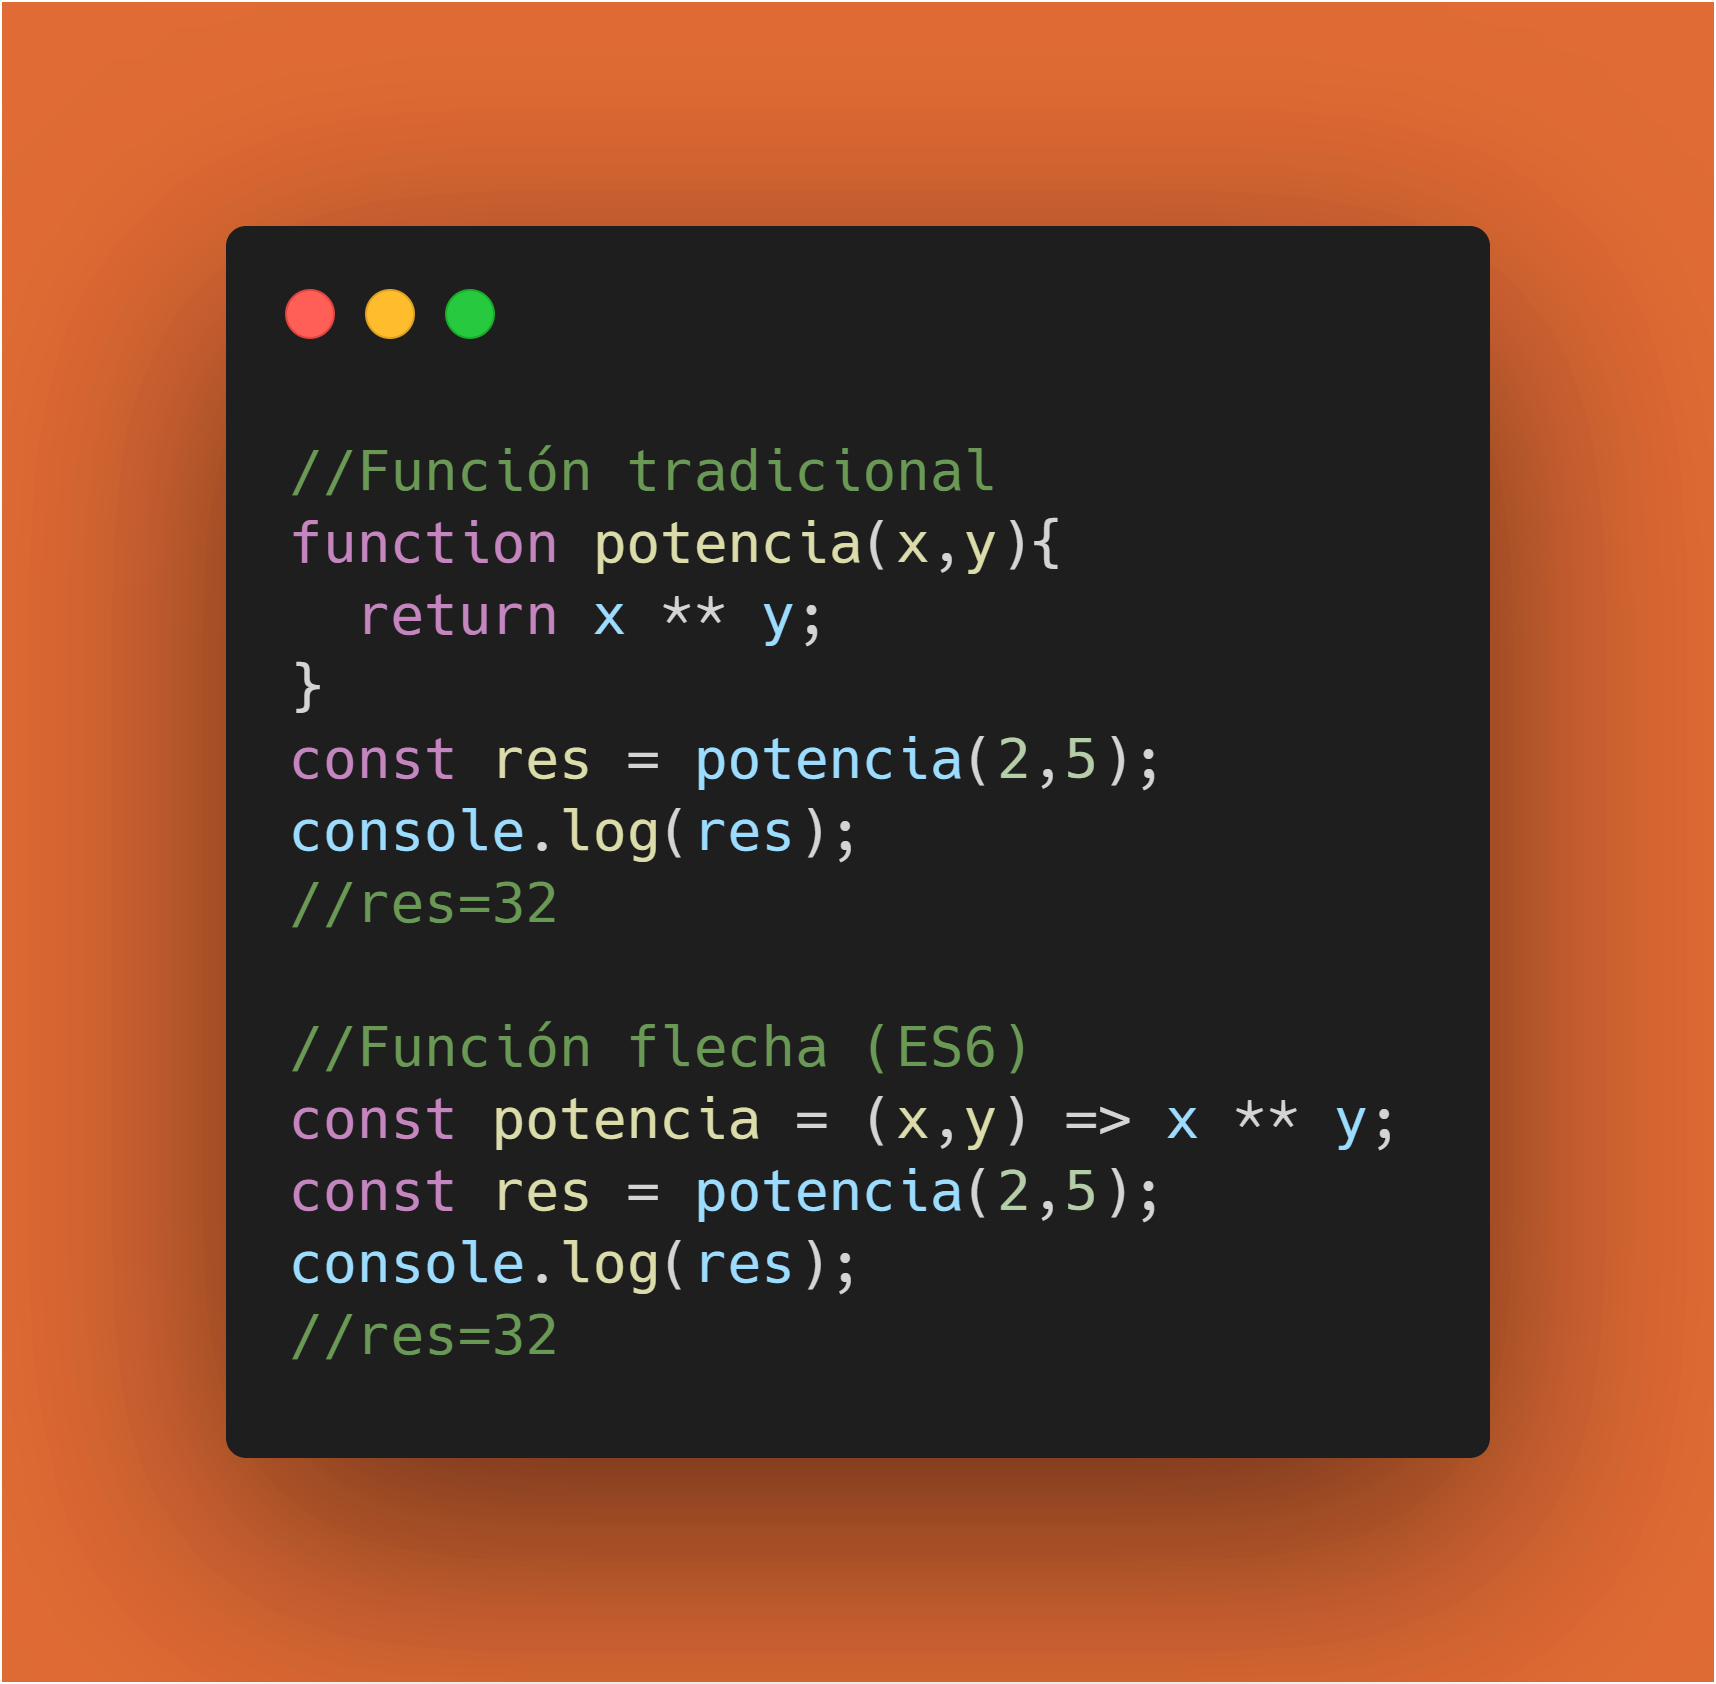 //Función tradicional
function potencia(x,y){
  return x ** y;
}
const res = potencia(2,5);
console.log(res);
//res=32

//Función flecha (ES6)
const potencia = (x,y) => x ** y;
const res = potencia(2,5);
console.log(res);
//res=32